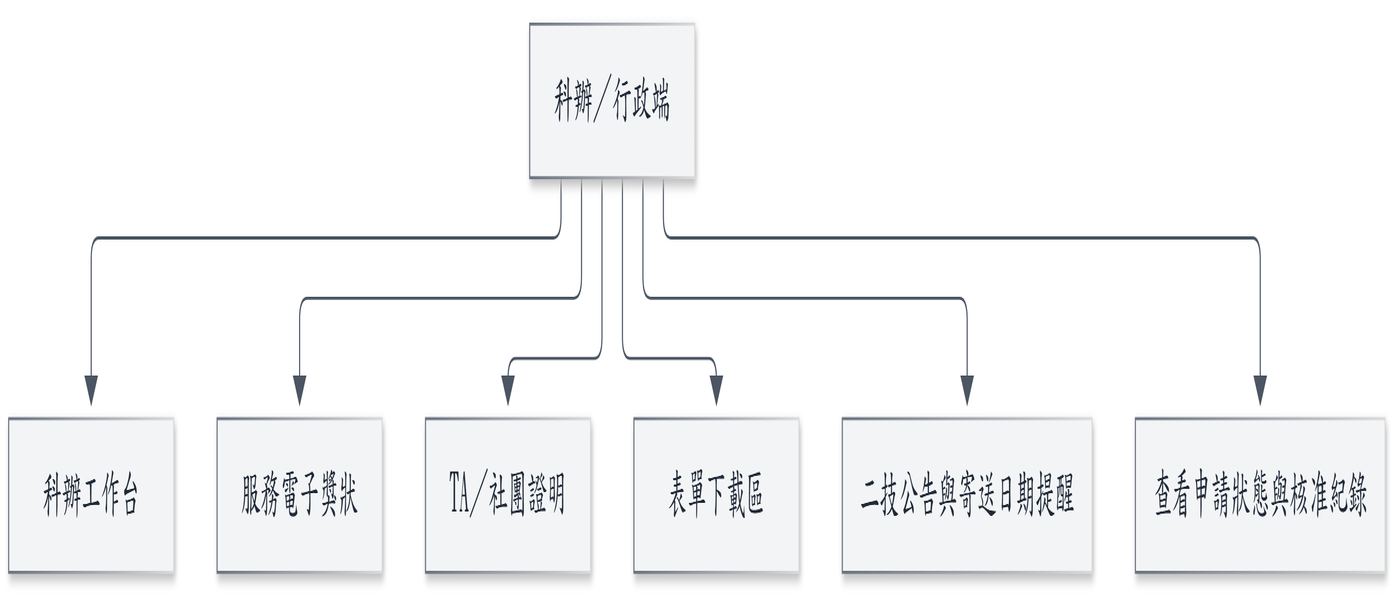 科辦/行政端
科辦工作台
服務電子獎狀
TA/社團證明
表單下載區
二技公告與寄送日期提醒
查看申請狀態與核准紀錄